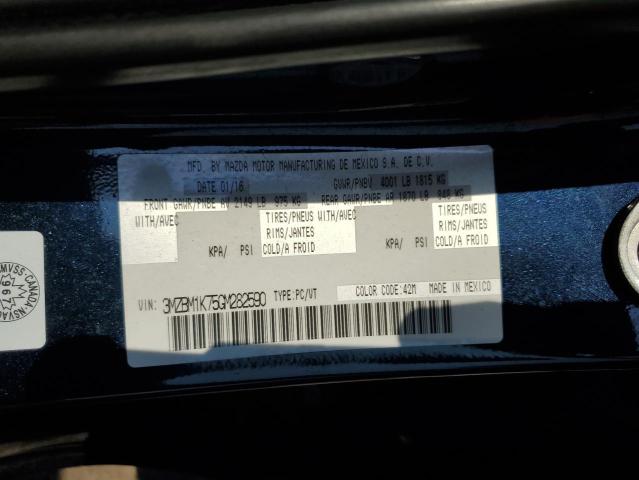 MFD. BY MAZDA MOTOR MANUFACTURING DE MEXICO S.A. DE C.V.
DATE 01/16 GVWR/PNBV 4001 LB 1815 KG
FRONT GAWR/PNBE AV 2149 LB 975 KG REAR GAWR/PNBE AR 1870 LB 848 KG
WITH/AVEC TIRES/PNEUS WITH/AVEC TIRES/PNEUS
RIMS/JANTES RIMS/JANTES
KPA/ PSI COLD/A FROID KPA/ PSI COLD/A FROID
VIN: 3MZBM1K75GM282590 TYPE:PC/VT COLOR CODE:42M MADE IN MEXICO
CMVSS-CANADA-NSVAC